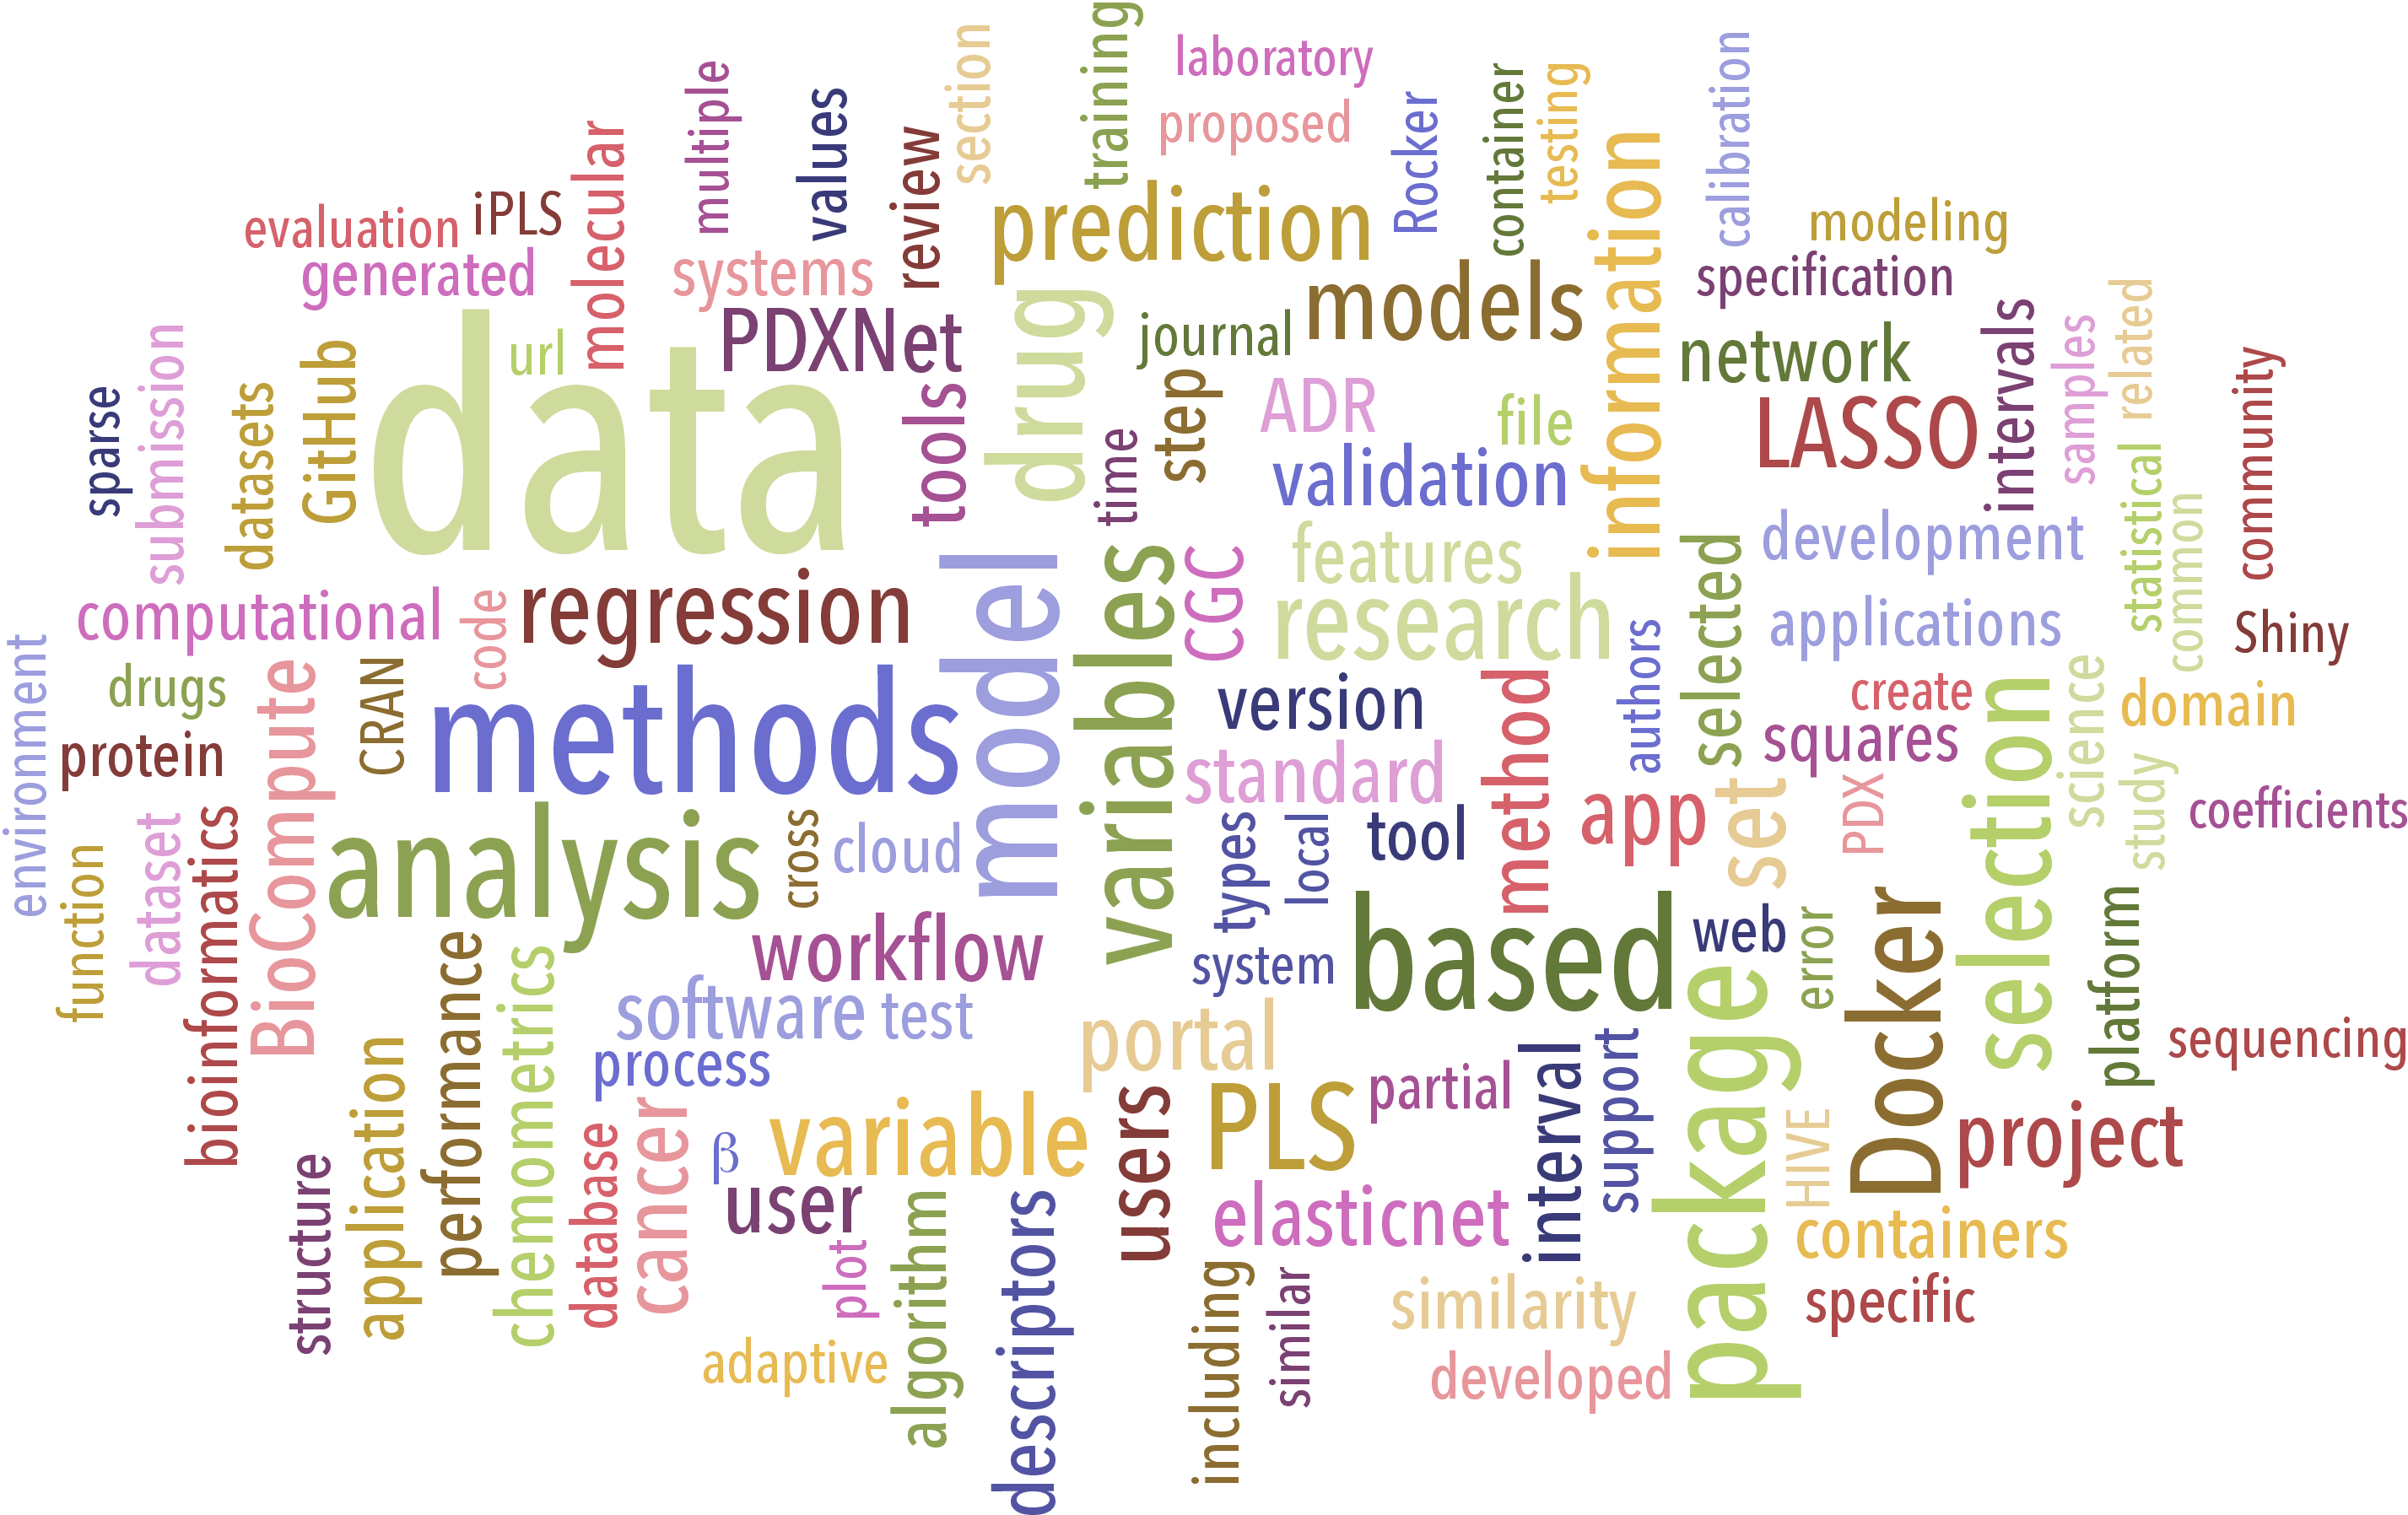 training
laboratory
section
calibration
multiple
values
proposed
Rocker
container
testing
molecular
review
information
iPLS
evaluation
prediction
modeling
generated
systems
models
specification
drug
related
submission
PDXNet
journal
network
intervals
samples
url
GitHub
data
community
sparse
datasets
tools
step
ADR
file
LASSO
time
validation
statistical
common
development
selected
features
CGC
variables
model
regression
code
research
computational
applications
authors
Shiny
environment
CRAN
drugs
BioCompute
version
method
create
selection
science
domain
protein
methods
squares
study
standard
set
PDX
app
coefficients
dataset
bioinformatics
analysis
cross
cloud
types
local
tool
function
based
web
error
Docker
platform
performance
chemometrics
workflow
system
package
software
test
portal
sequencing
process
application
interval
support
partial
PLS
users
variable
cancer
database
β
HIVE
project
structure
user
elasticnet
containers
plot
algorithm
descriptors
including
similar
similarity
specific
adaptive
developed